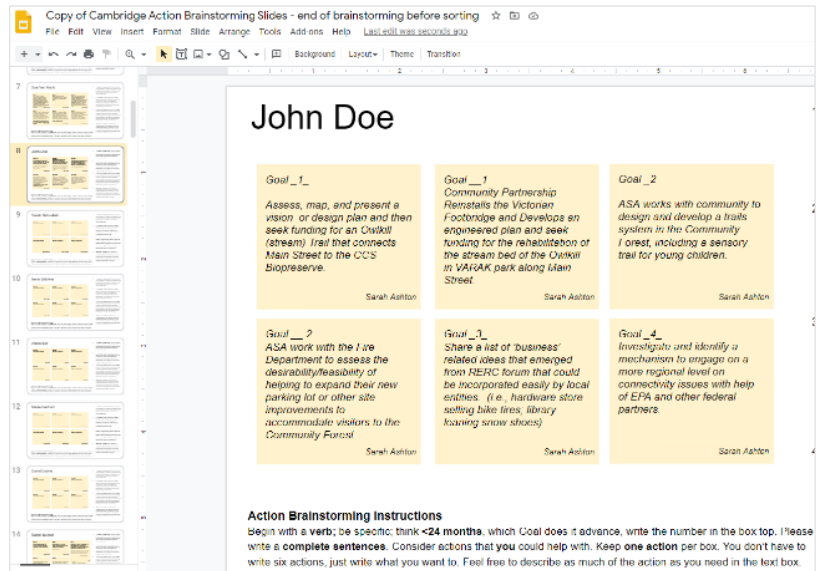 Copy of Cambridge Action Brainstorming Slides - end of brainstorming before sorting
File Edit View Insert Format Slide Arrange Tools Add-ons Help Last edit was seconds ago
Background Layout Theme Transition
7
8
9
10
11
12
13
14
John Doe
Goal _1_
Assess, map, and present a
vision or design plan and then
seek funding for an Owlkill
(stream) Trail that connects
Main Street to the CCS
Biopreserve.
Sarah Ashton
Goal __1
Community Partnership
Reinstalls the Victorian
Footbridge and Develops an
engineered plan and seek
funding for the rehabilitation of
the stream bed of the Owlkill
in VARAK park along Main
Street.
Sarah Ashton
Goal _2
ASA works with community to
design and develop a trails
system in the Community
Forest, including a sensory
trail for young children.
Sarah Ashton
Goal __ 2
ASA work with the Fire
Department to assess the
desirability/feasibility of
helping to expand their new
parking lot or other site
improvements to
accommodate visitors to the
Community Forest
Sarah Ashton
Goal _3_
Share a list of 'business'
related ideas that emerged
from RERC forum that could
be incorporated easily by local
entities. (i.e., hardware store
selling bike tires; library
loaning snow shoes)
Sarah Ashton
Goal _4_
Investigate and identify a
mechanism to engage on a
more regional level on
connectivity issues with help
of EPA and other federal
partners.
Sarah Ashton
Action Brainstorming Instructions
Begin with a verb; be specific; think <24 months, which Goal does it advance, write the number in the box top. Please
write a complete sentences. Consider actions that you could help with. Keep one action per box. You don't have to
write six actions, just write what you want to. Feel free to describe as much of the action as you need in the text box.